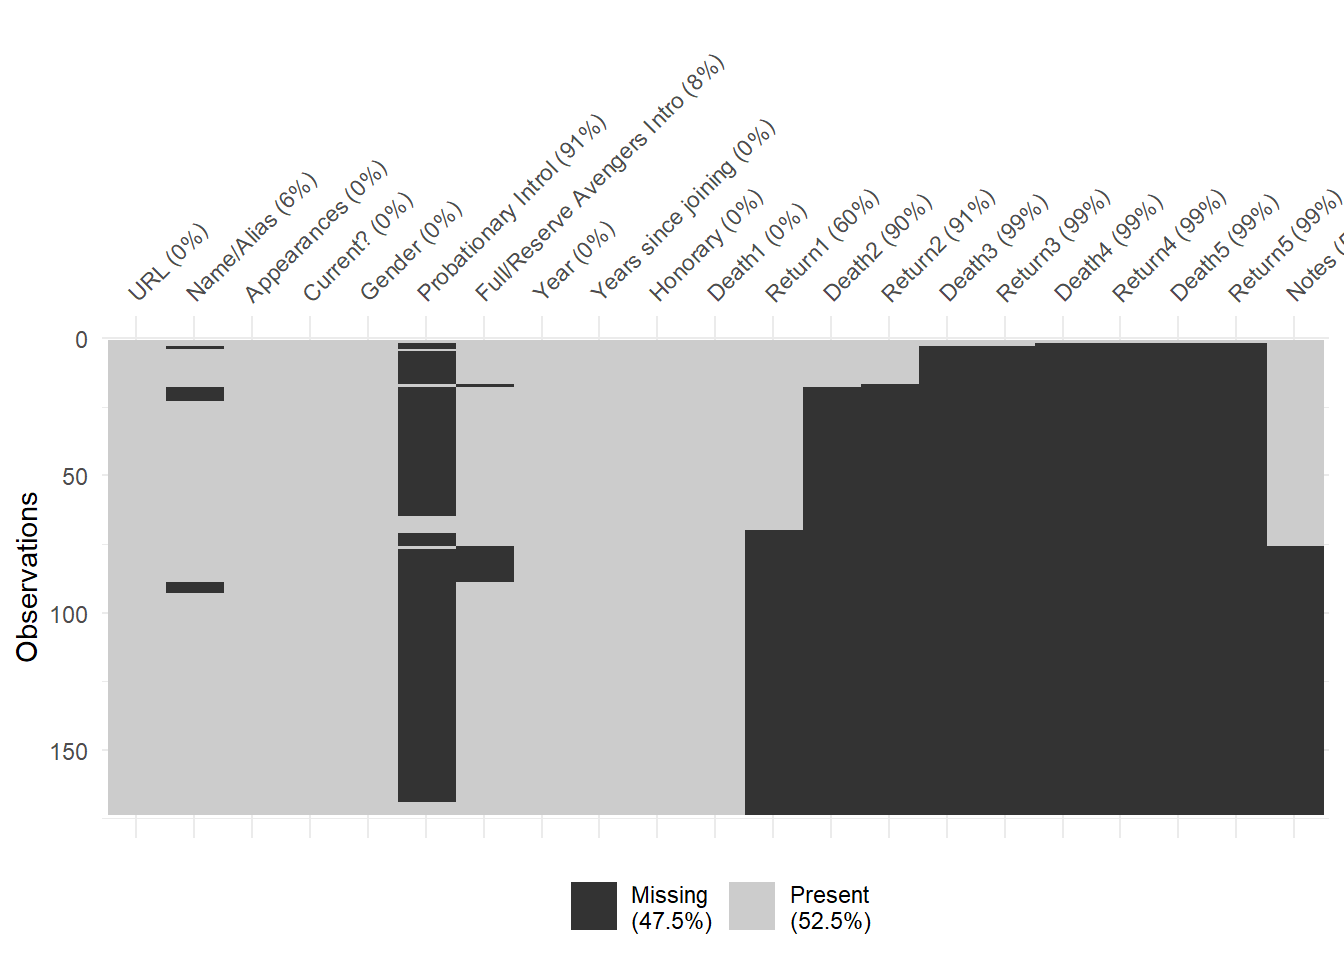 URL (0%)
Name/Alias (6%)
Appearances (0%)
Current? (0%)
Gender (0%)
Probationary Introl (91%)
Full/Reserve Avengers Intro (8%)
Year (0%)
Years since joining (0%)
Honorary (0%)
Death1 (0%)
Return1 (60%)
Death2 (90%)
Return2 (91%)
Death3 (99%)
Return3 (99%)
Death4 (99%)
Return4 (99%)
Death5 (99%)
Return5 (99%)
Notes
0
50
100
150
Observations
Missing
(47.5%)
Present
(52.5%)